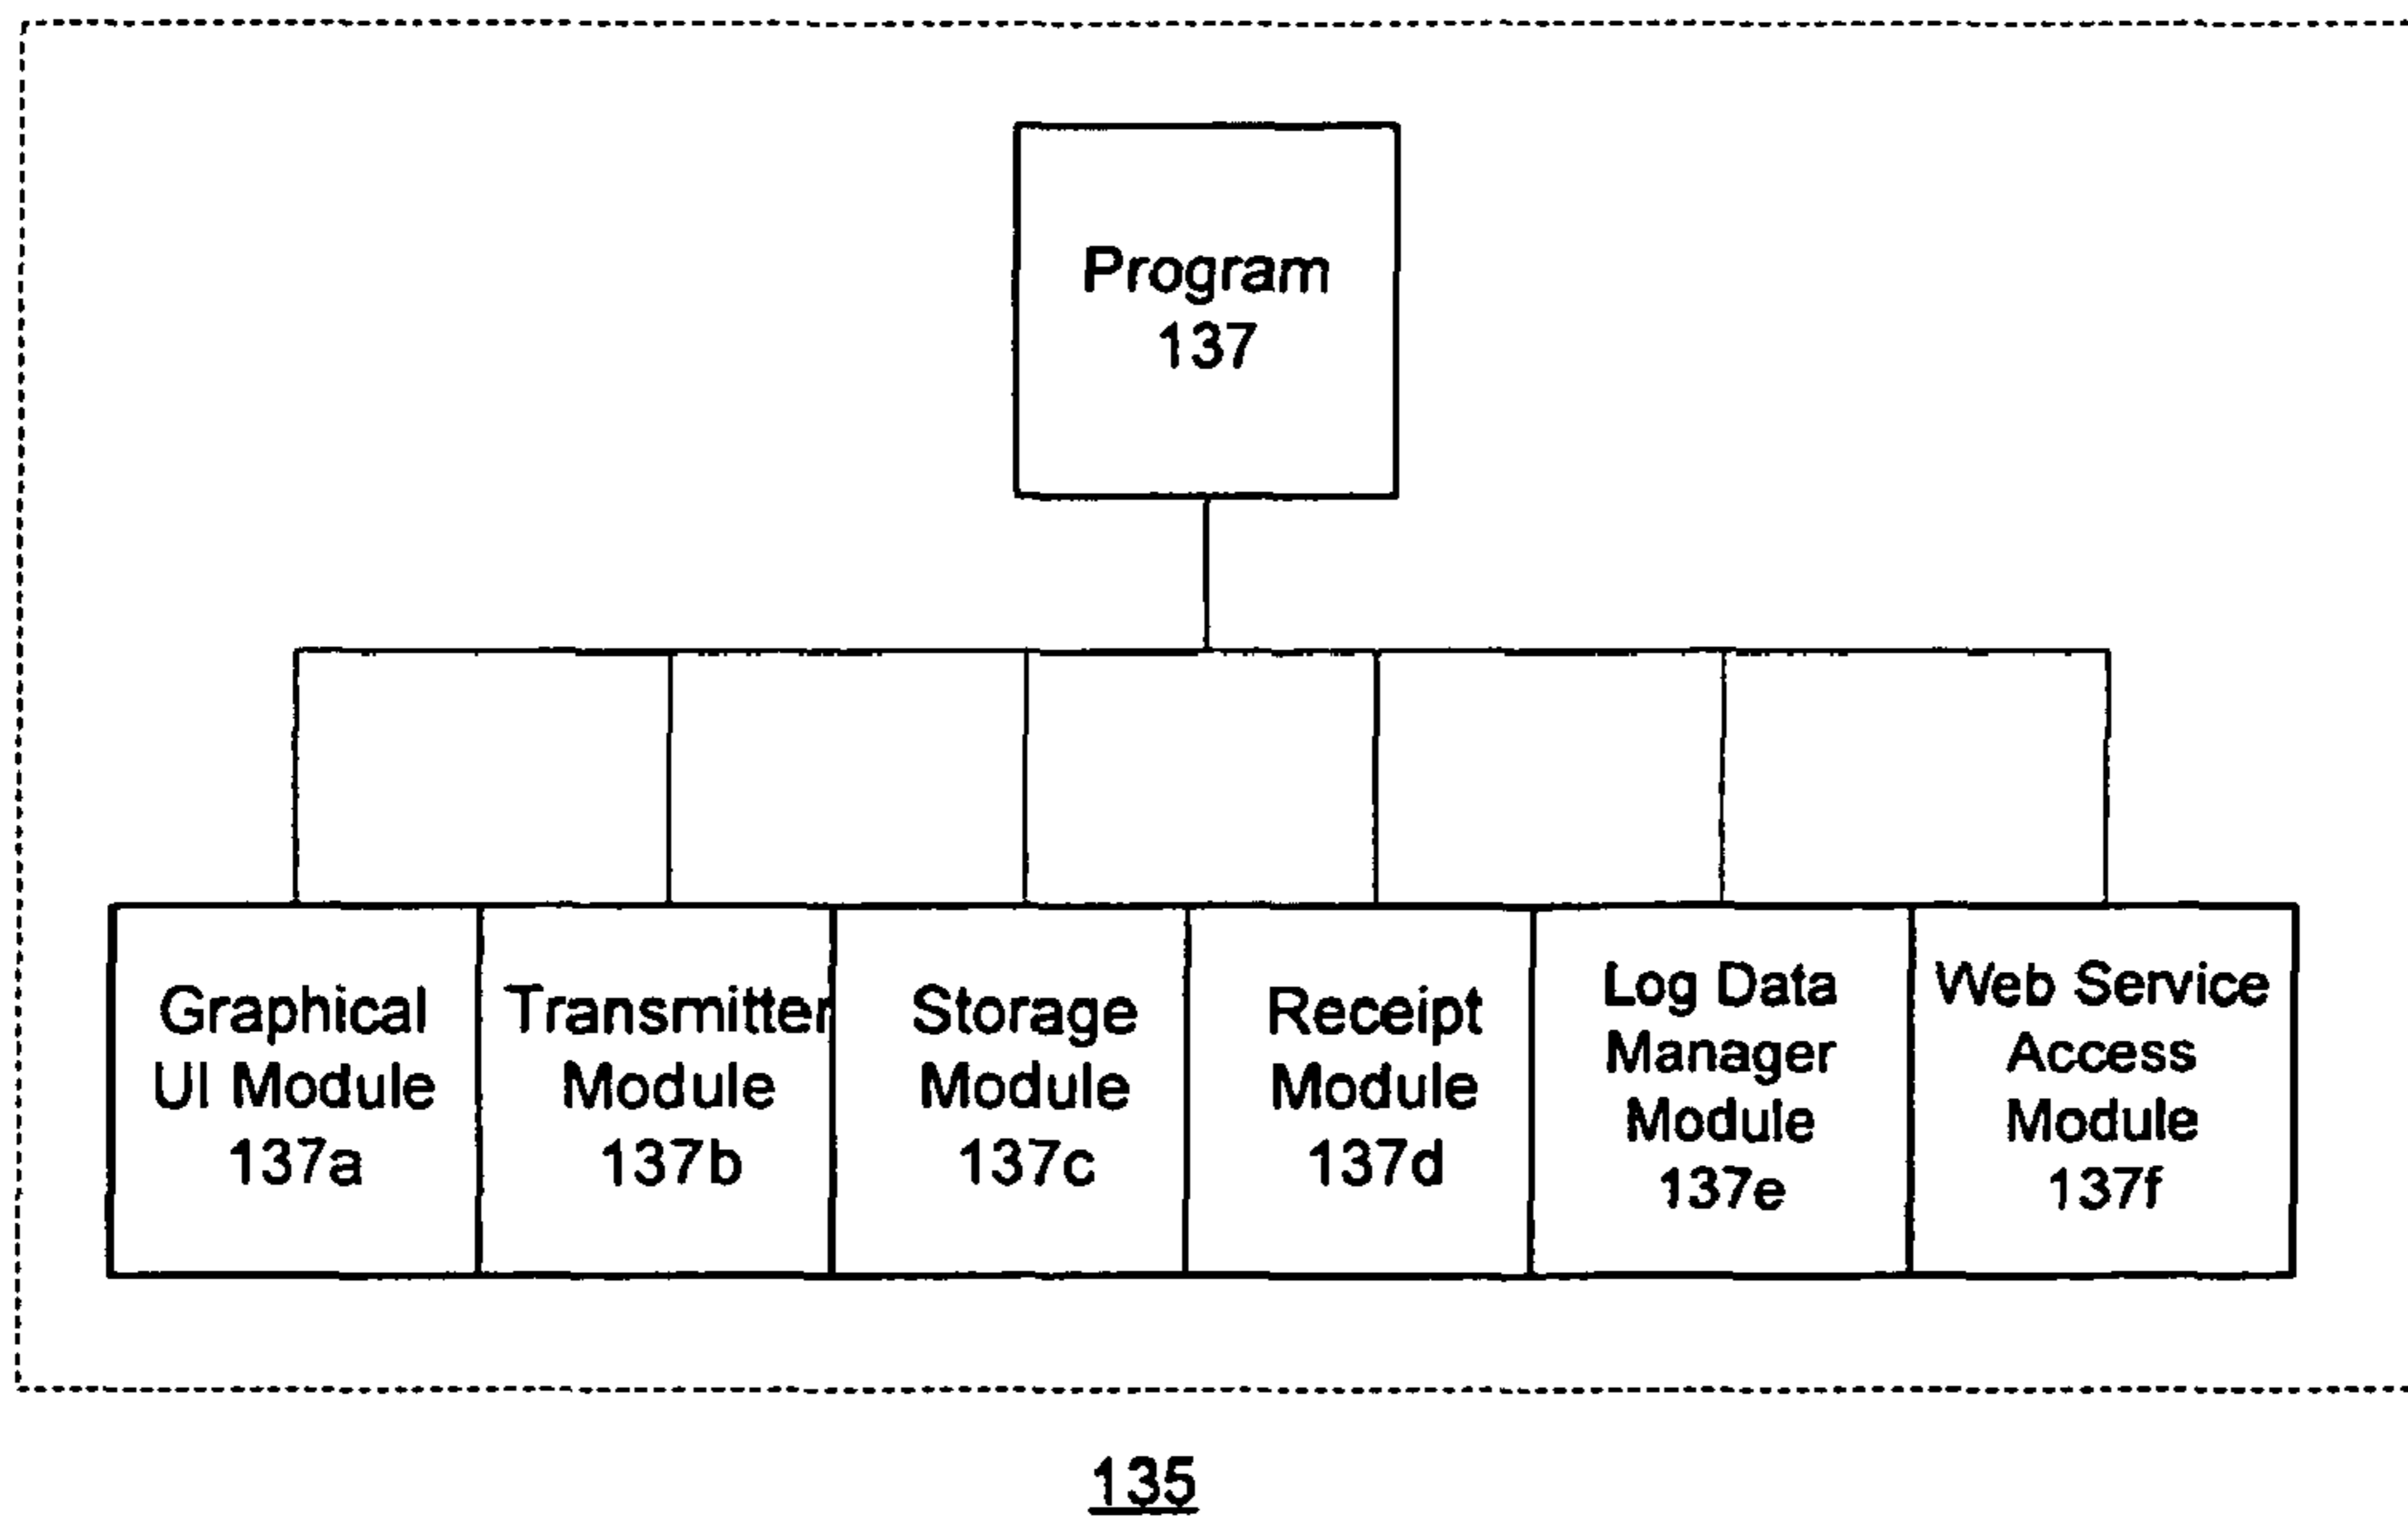 Program
137
Graphical
UI Module
137a
Transmitter
Module
137b
Storage
Module
137c
Receipt
Module
137d
Log Data
Manager
Module
137e
Web Service
Access
Module
137f
135